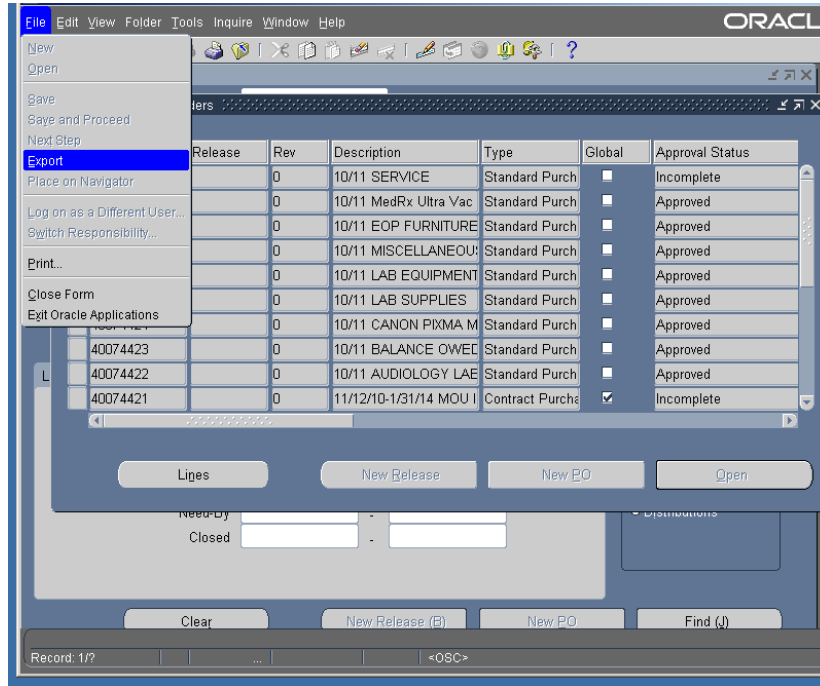 File Edit View Folder Tools Inquire Window Help ORACL
New
Open
Save
Save and Proceed
Next Step
Export
Place on Navigator
Log on as a Different User...
Switch Responsibility...
Print...
Close Form
Exit Oracle Applications
ders
Release Rev Description Type Global Approval Status
0 10/11 SERVICE Standard Purch Incomplete
0 10/11 MedRx Ultra Vac Standard Purch Approved
0 10/11 EOP FURNITURE Standard Purch Approved
0 10/11 MISCELLANEOU Standard Purch Approved
0 10/11 LAB EQUIPMENT Standard Purch Approved
0 10/11 LAB SUPPLIES Standard Purch Approved
0 10/11 CANON PIXMA M Standard Purch Approved
40074423 0 10/11 BALANCE OWED Standard Purch Approved
40074422 0 10/11 AUDIOLOGY LAE Standard Purch Approved
40074421 0 11/12/10-1/31/14 MOU I Contract Purcha Incomplete
L
Lines New Release New PO Open
Need-By - Distributions
Closed -
Clear New Release (B) New PO Find (J)
Record: 1/? ... <OSC>